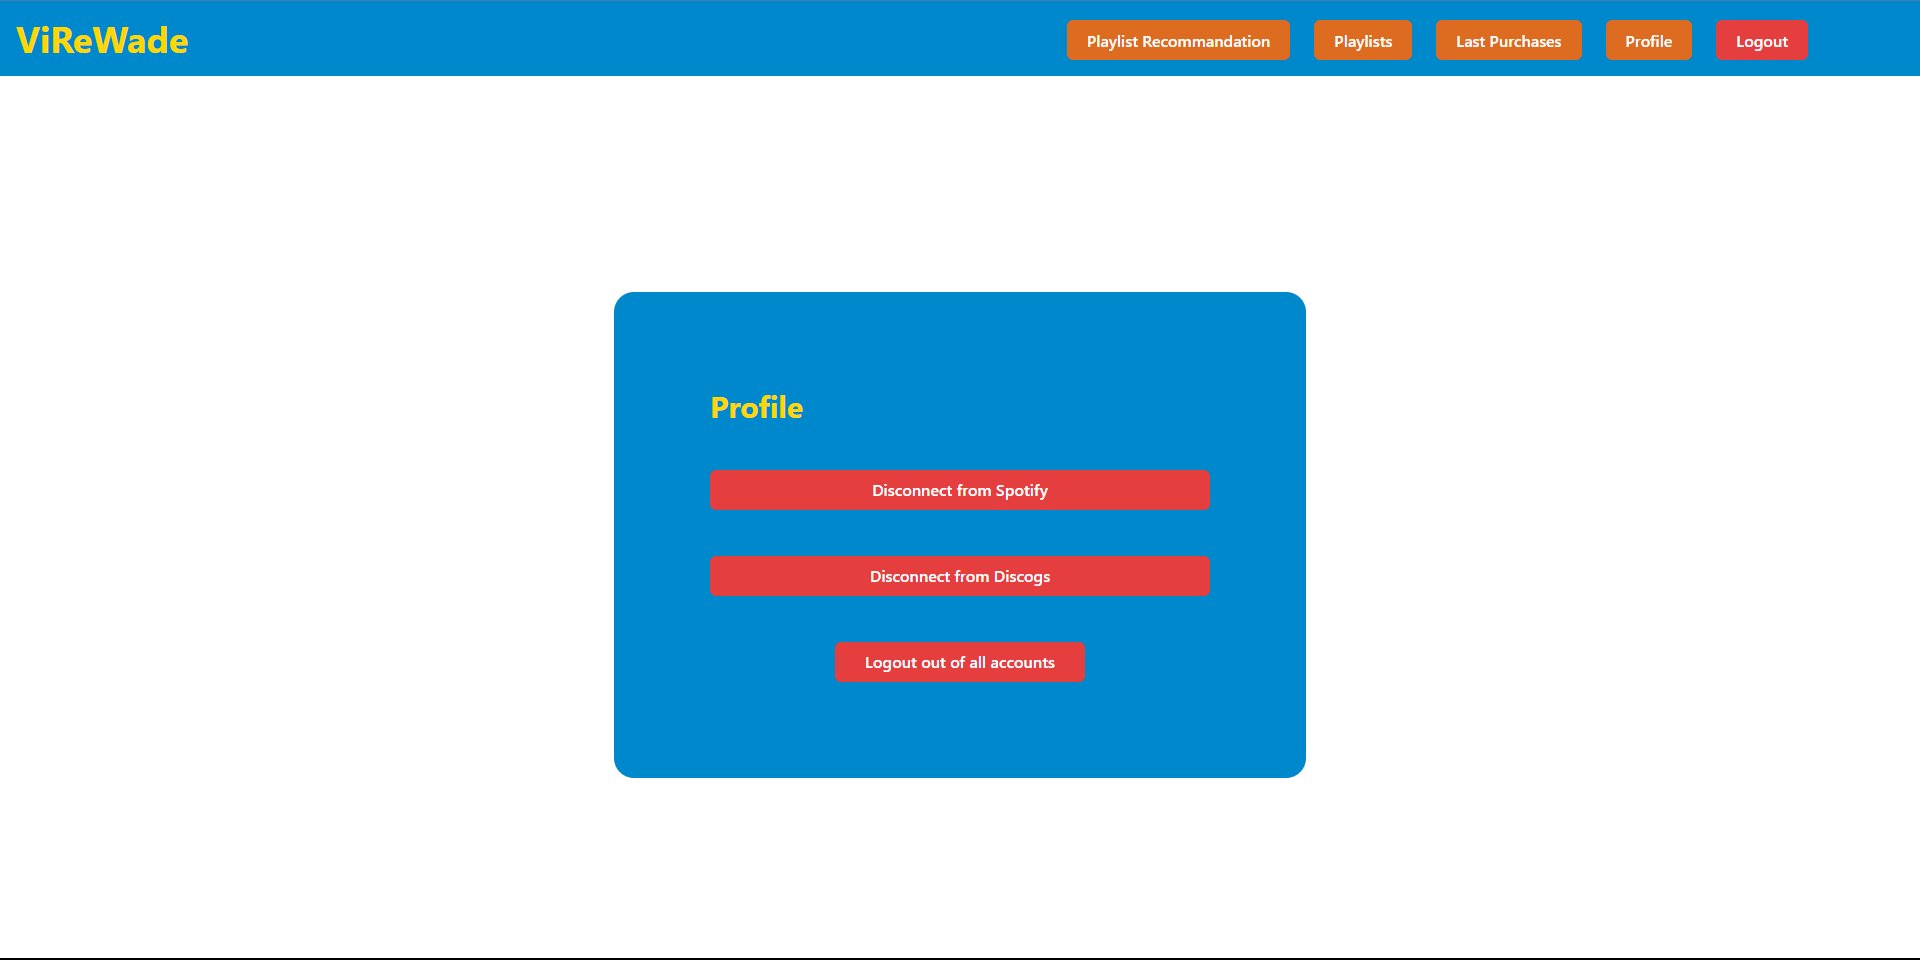 ViReWade
Playlist Recommandation
Playlists
Last Purchases
Profile
Logout
Profile
Disconnect from Spotify
Disconnect from Discogs
Logout out of all accounts